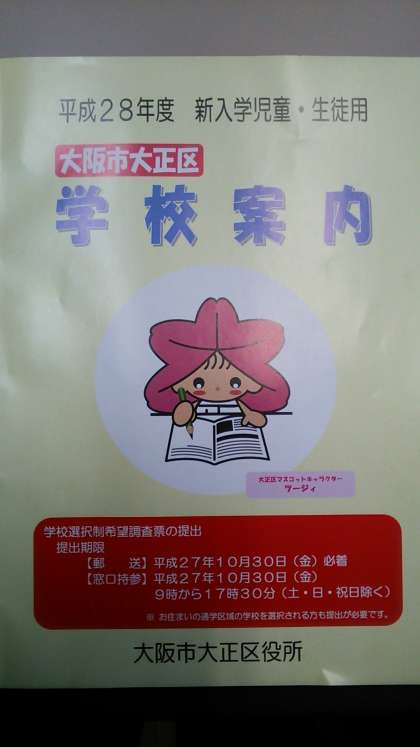 平成28年度　新入学児童・生徒用
大阪市大正区
学校案内
大正区マスコットキャラクター
ツージィ
学校選択制希望調査票の提出
提出期限
【郵　送】平成27年10月30日（金）必着
【窓口持参】平成27年10月30日（金）
9時から17時30分（土・日・祝日除く）
※ お住まいの通学区域の学校を選択される方も提出が必要です。
大阪市大正区役所